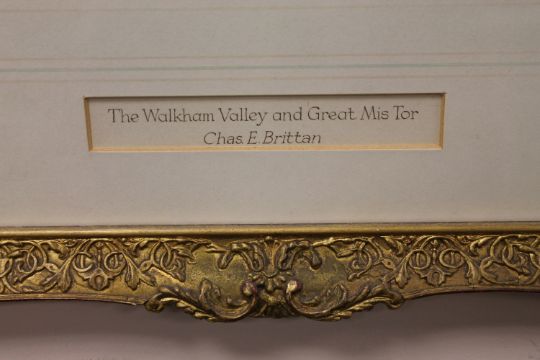 The Walkham Valley and Great Mis Tor
Chas. E. Brittan